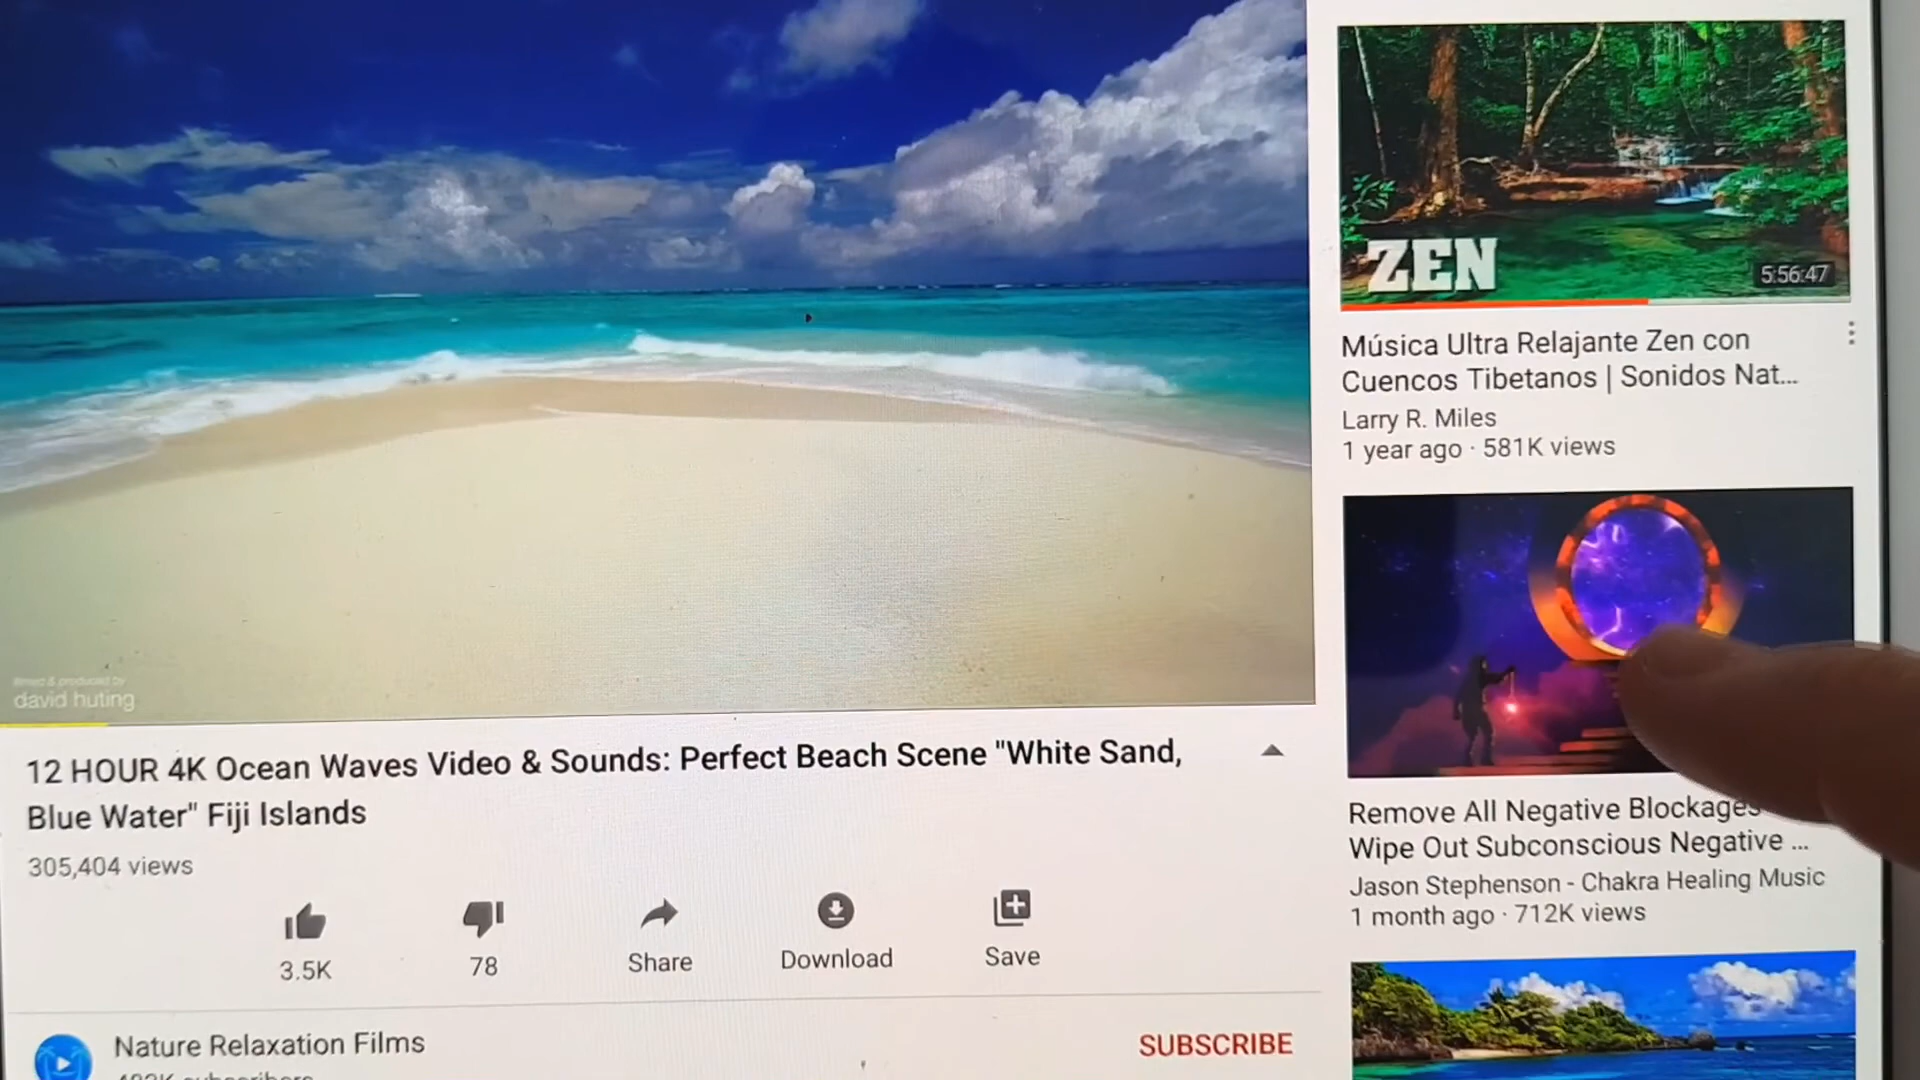 david huting
12 HOUR 4K Ocean Waves Video & Sounds: Perfect Beach Scene "White Sand,
Blue Water" Fiji Islands
305,404 views
3.5K
78
Share
Download
Save
Nature Relaxation Films
SUBSCRIBE
ZEN
5:56:47
Música Ultra Relajante Zen con
Cuencos Tibetanos | Sonidos Nat...
Larry R. Miles
1 year ago · 581K views
Remove All Negative Blockages
Wipe Out Subconscious Negative ...
Jason Stephenson - Chakra Healing Music
1 month ago · 712K views